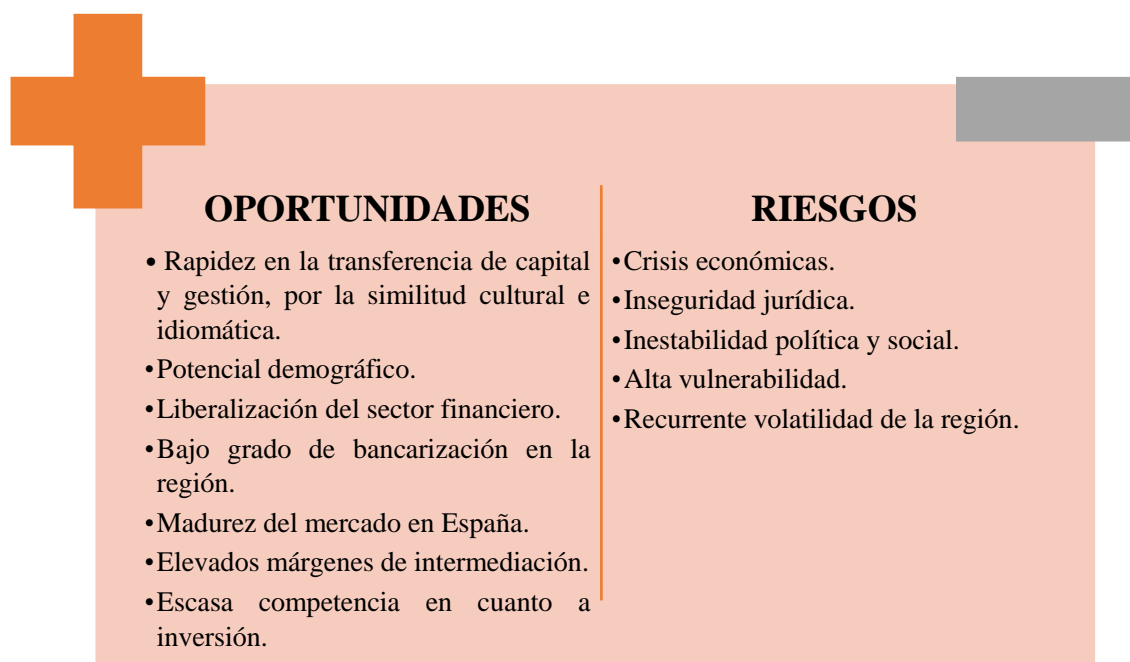 OPORTUNIDADES
• Rapidez en la transferencia de capital
y gestión, por la similitud cultural e
idiomática.
•Potencial demográfico.
•Liberalización del sector financiero.
•Bajo grado de bancarización en la
región.
•Madurez del mercado en España.
•Elevados márgenes de intermediación.
•Escasa competencia en cuanto a
inversión.
RIESGOS
•Crisis económicas.
•Inseguridad jurídica.
•Inestabilidad política y social.
•Alta vulnerabilidad.
•Recurrente volatilidad de la región.